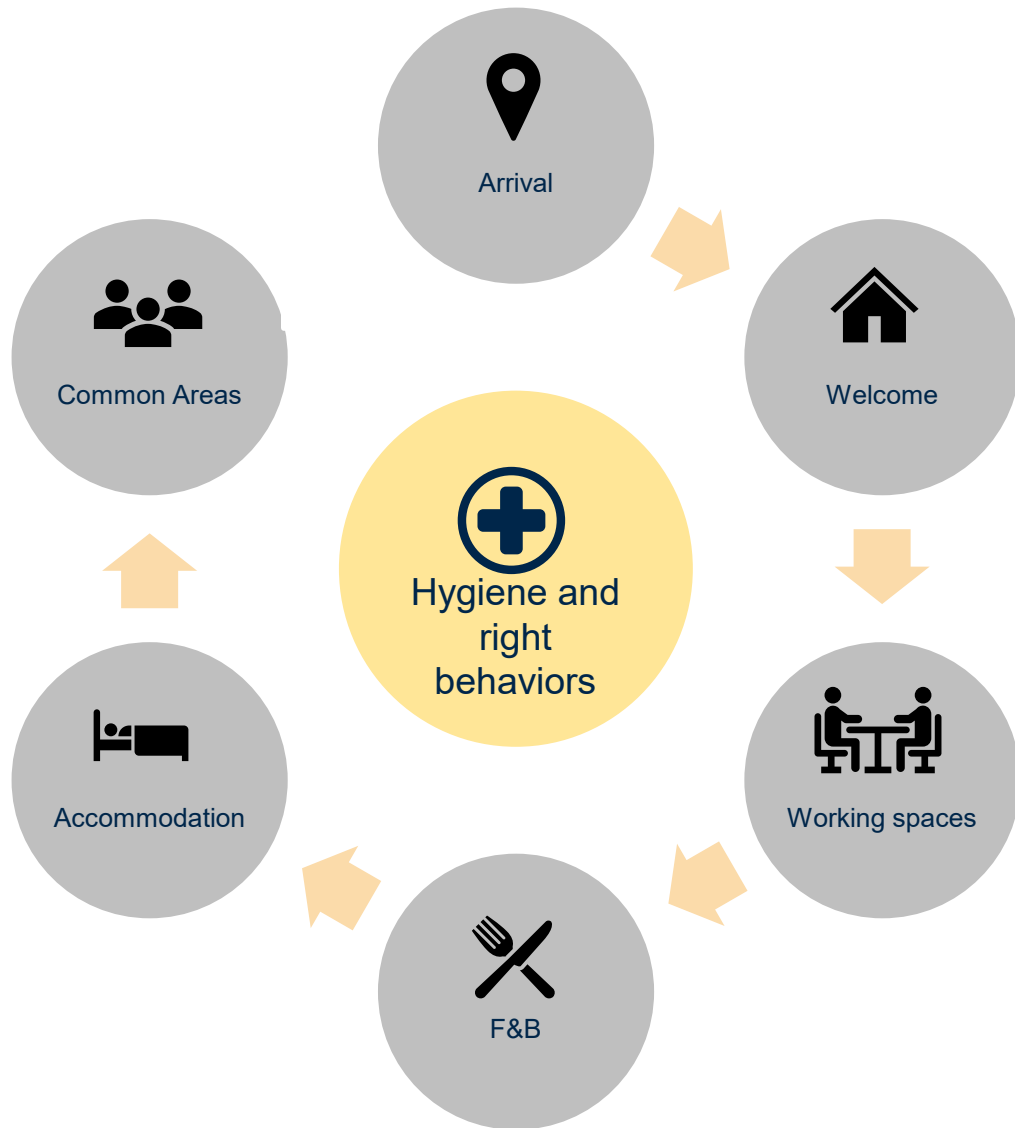 Arrival
Welcome
Working spaces
F&B
Accommodation
Common Areas
Hygiene and
right
behaviors